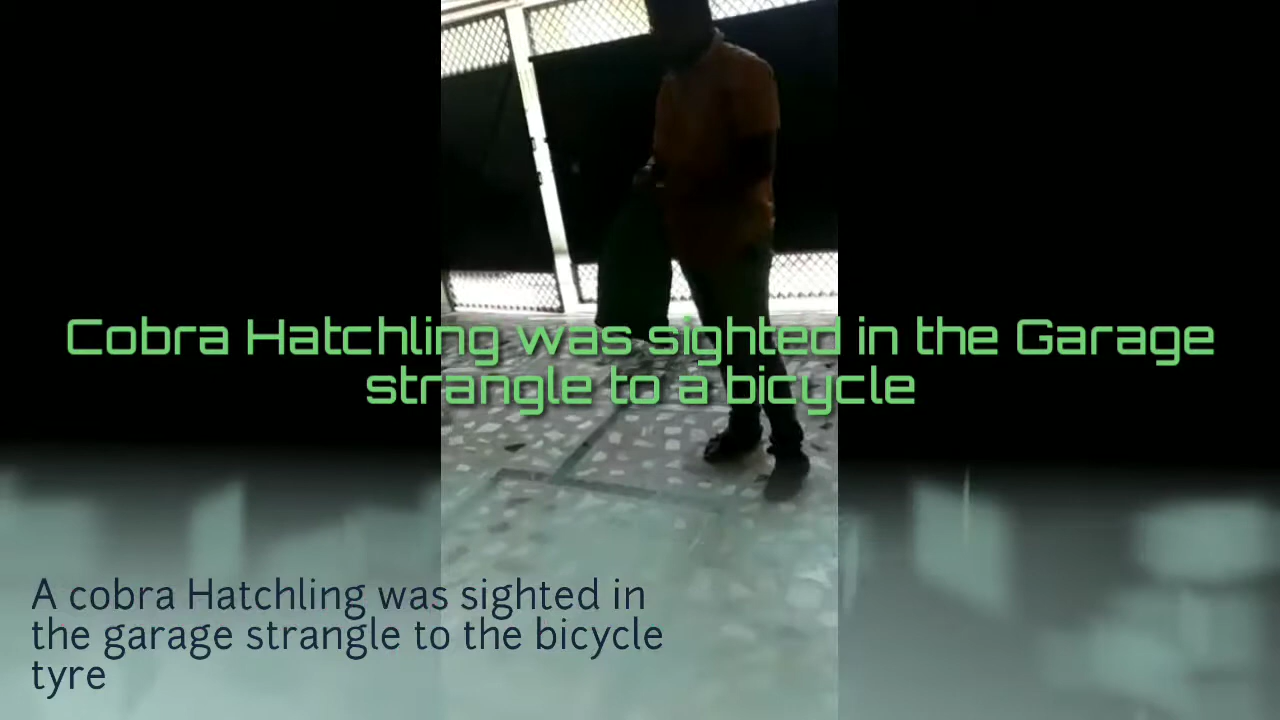 Cobra Hatchling was sighted in the Garage
strangle to a bicycle
A cobra Hatchling was sighted in
the garage strangle to the bicycle
tyre